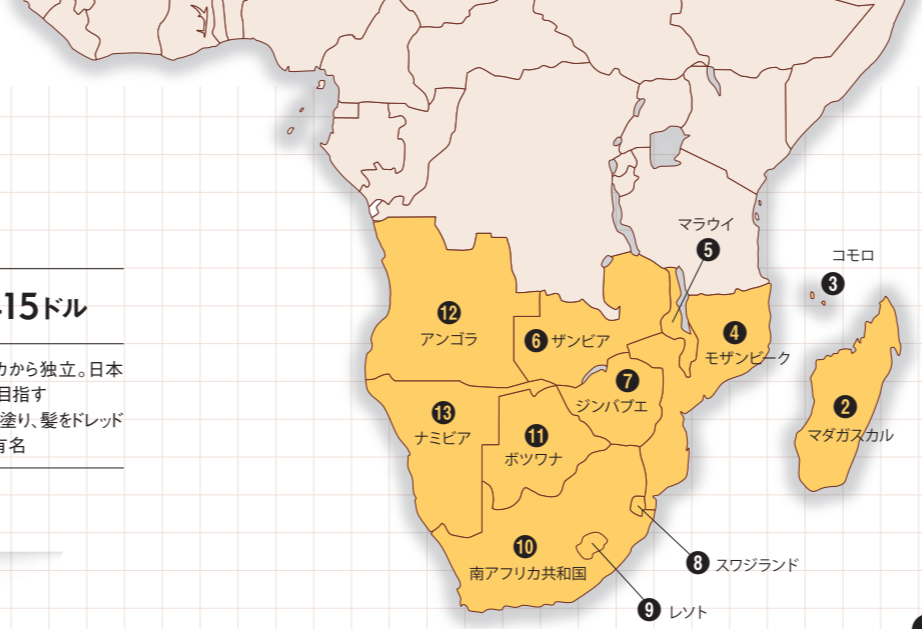 15ドル
カから独立。日本
目指す
塗り、髪をドレッド
有名
マラウイ
5
コモロ
3
12
アンゴラ
6 ザンビア
4
モザンビーク
7
ジンバブエ
2
マダガスカル
13
ナミビア
11
ボツワナ
10
南アフリカ共和国
8 スワジランド
9 レソト